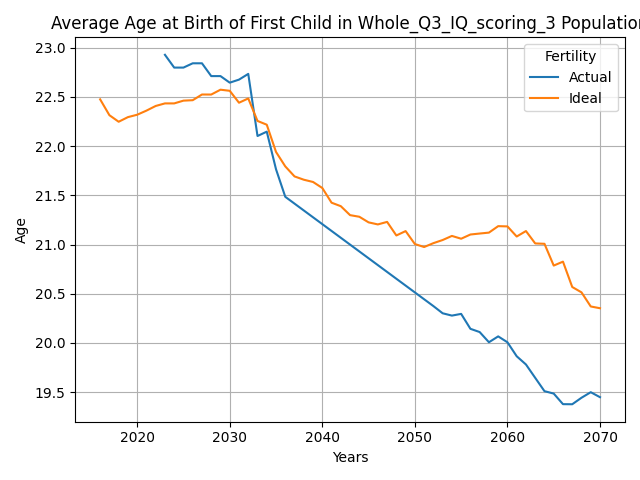 Average Age at Birth of First Child in Whole_Q3_IQ_scoring_3 Population
Fertility
Actual
Ideal
23.0
22.5
22.0
21.5
21.0
20.5
20.0
19.5
Age
2020 2030 2040 2050 2060 2070
Years